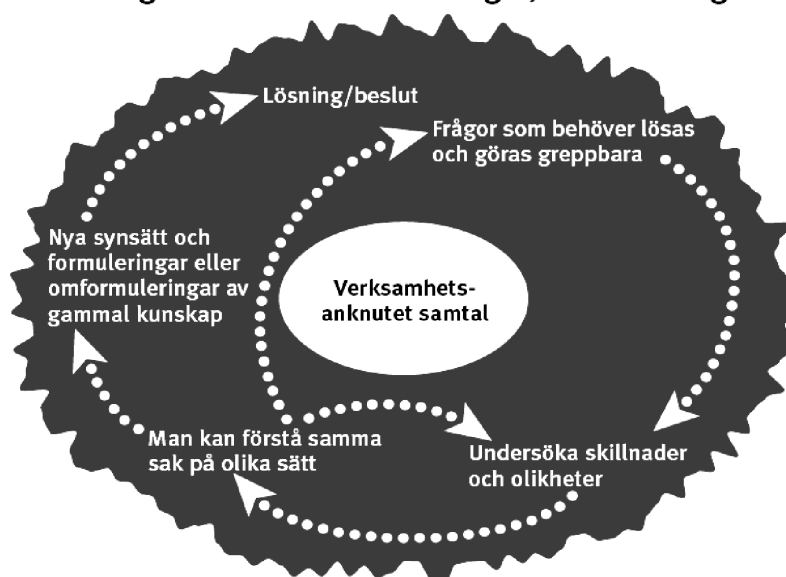 Lösning/beslut
Frågor som behöver lösas
och göras greppbara
Nya synsätt och
formuleringar eller
omformuleringar av
gammal kunskap
Verksamhets-
anknutet samtal
Man kan förstå samma
sak på olika sätt
Undersöka skillnader
och olikheter